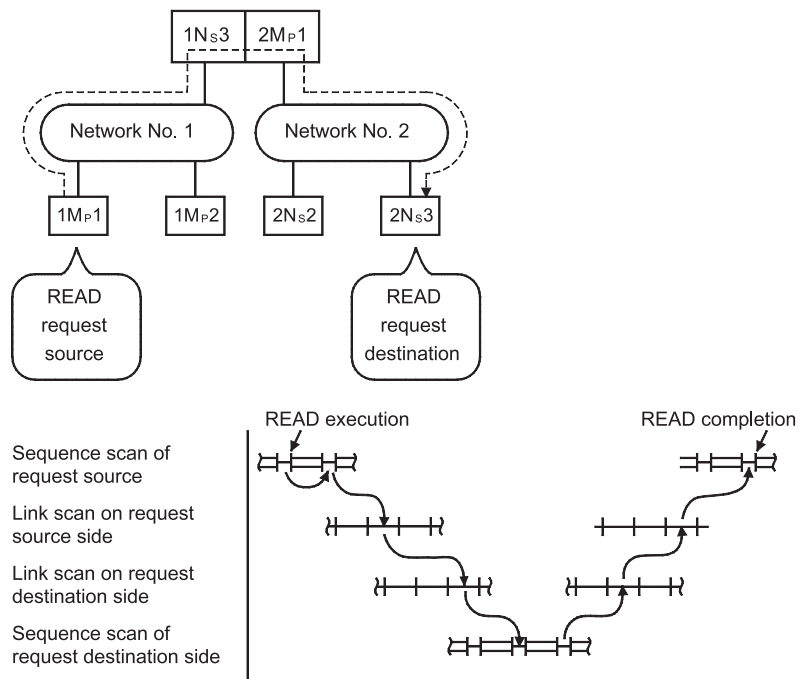 1Ns3 2Mp1
Network No. 1
Network No. 2
1Mp1
1Mp2
2Ns2
2Ns3
READ
request
source
READ
request
destination
READ execution
READ completion
Sequence scan of
request source
Link scan on request
source side
Link scan on request
destination side
Sequence scan of
request destination side